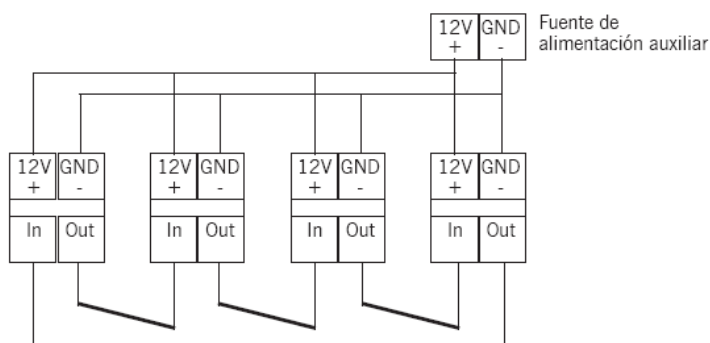 12V GND Fuente de
+ - alimentación auxiliar
12V GND 12V GND 12V GND 12V GND
+ - + - + - + -
In Out In Out In Out In Out